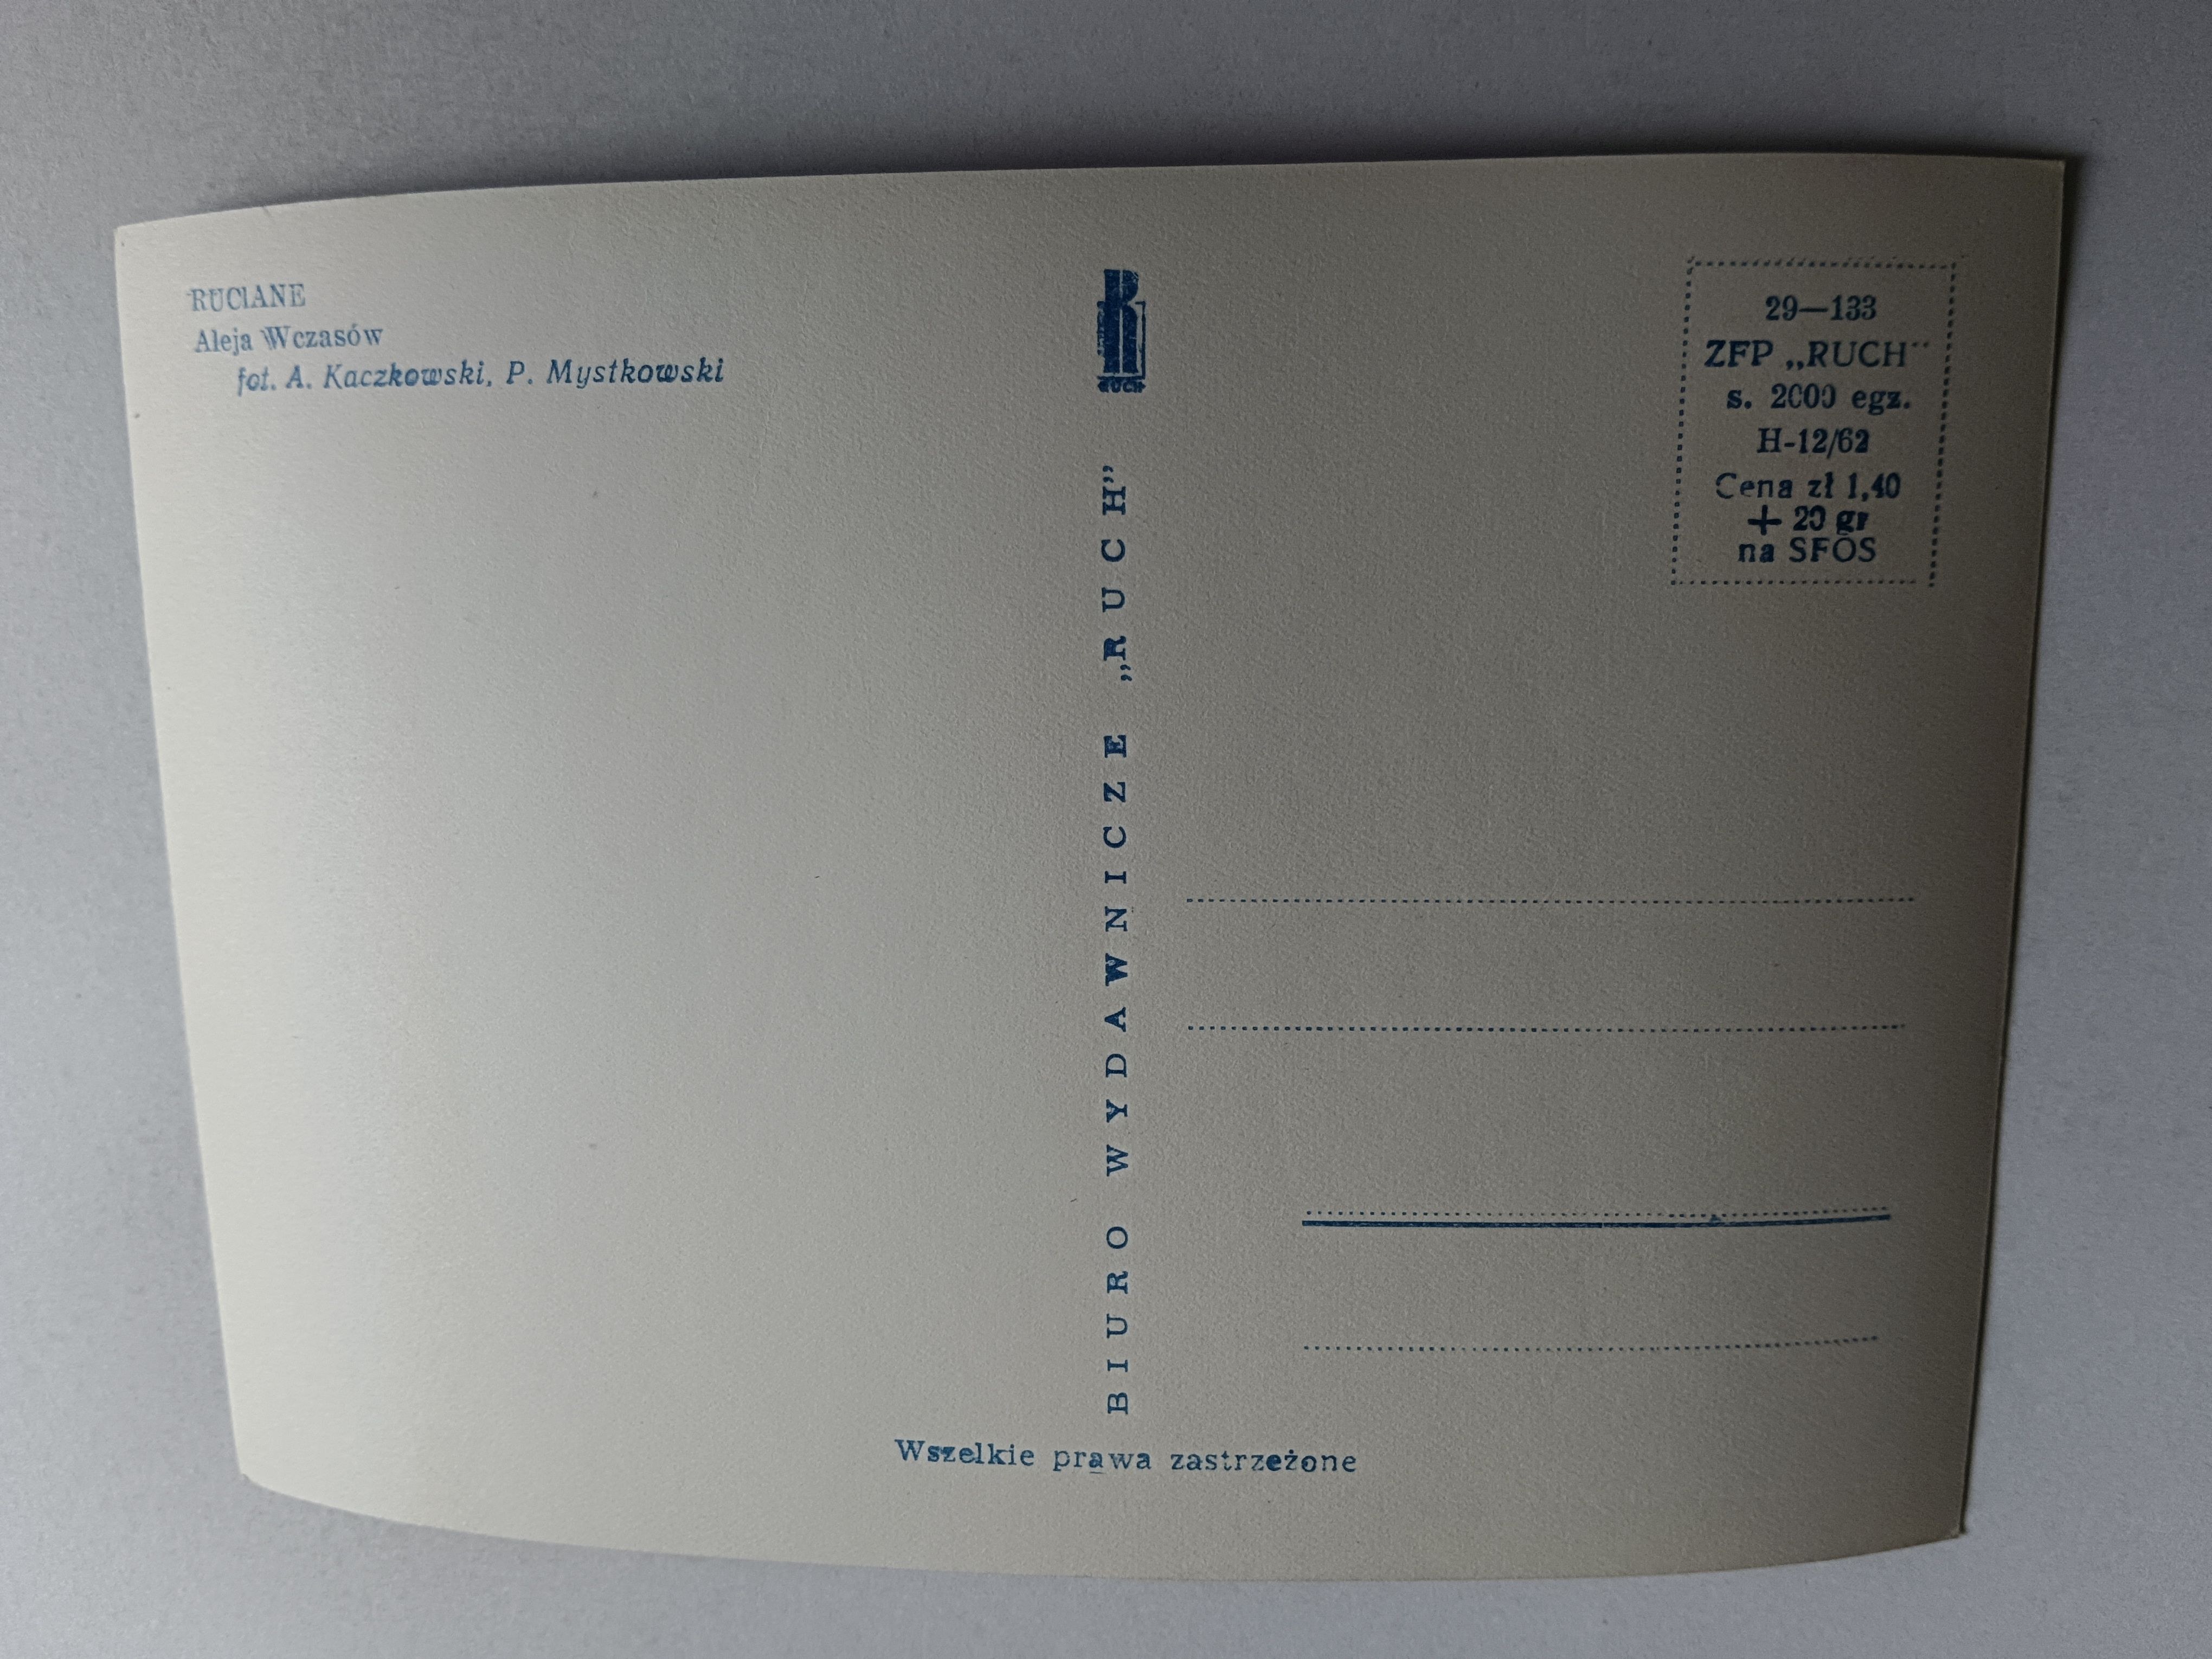 RUCIANE
Aleja Wczasów
fot. A. Kaczkowski, P. Mystkowski
R
RUCH
BIURO WYDAWNICZE „RUCH”
29—133
ZFP „RUCH”
s. 2000 egz.
H-12/62
Cena zł 1,40
+ 20 gr
na SFOS
Wszelkie prawa zastrzeżone